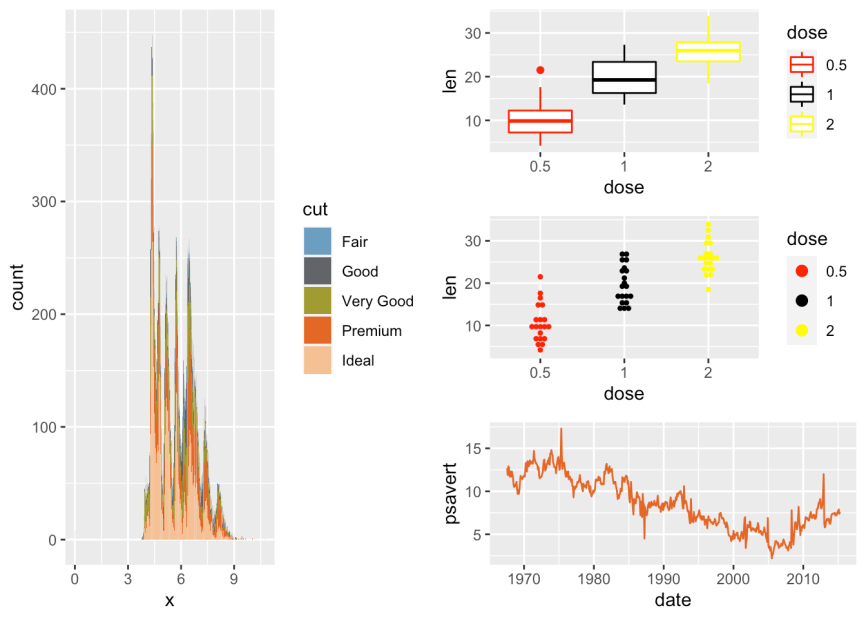 400
300
200
100
0
count
0 3 6 9
x
cut
Fair
Good
Very Good
Premium
Ideal
30
20
10
len
0.5 1 2
dose
dose
0.5
1
2
30
20
10
len
0.5 1 2
dose
dose
0.5
1
2
15
10
5
psavert
1970 1980 1990 2000 2010
date